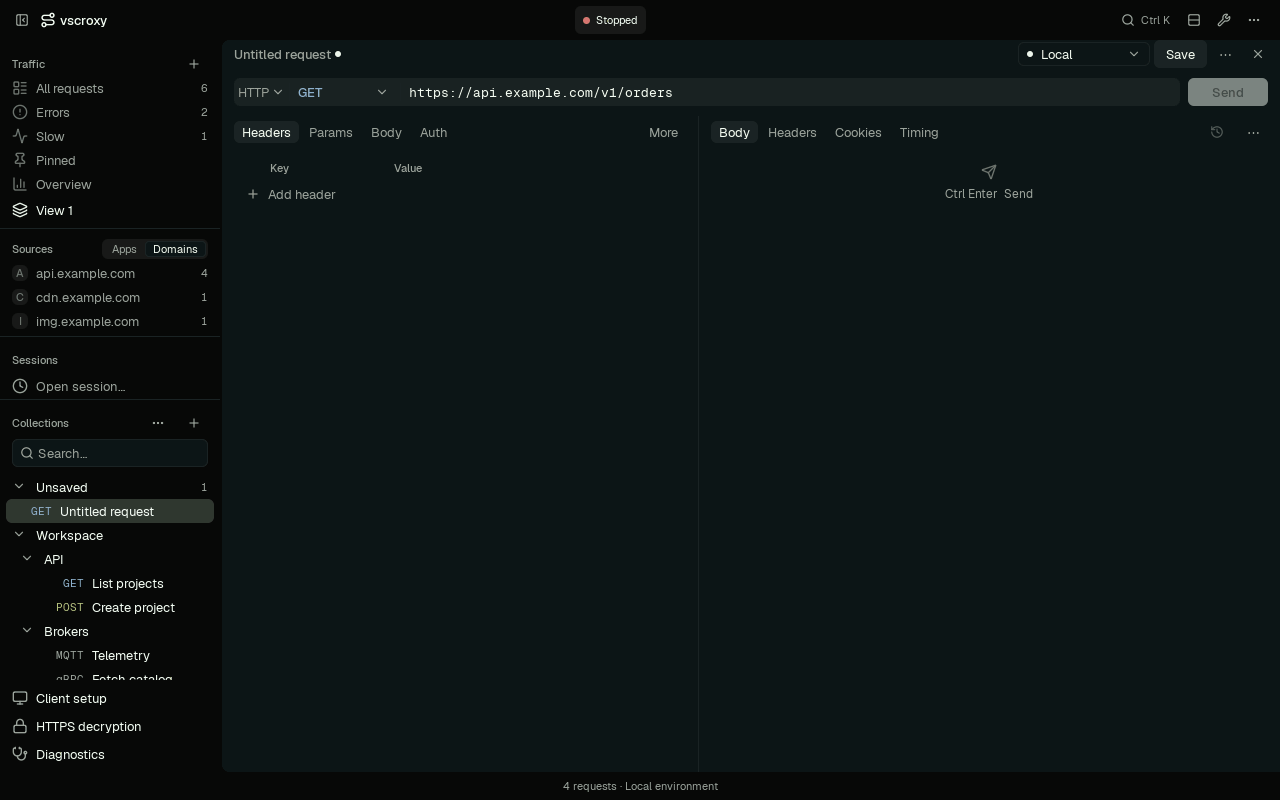 vscroxy
Stopped
Ctrl K
Traffic
All requests 6
Errors 2
Slow 1
Pinned
Overview
View 1
Sources Apps Domains
A api.example.com 4
C cdn.example.com 1
I img.example.com 1
Sessions
Open session...
Collections
Search...
Unsaved 1
GET Untitled request
Workspace
API
GET List projects
POST Create project
Brokers
MQTT Telemetry
gRPC Fetch catalog
Client setup
HTTPS decryption
Diagnostics
Untitled request
Local Save
HTTP GET https://api.example.com/v1/orders Send
Headers Params Body Auth More
Key Value
Add header
Body Headers Cookies Timing
Ctrl Enter Send
4 requests · Local environment